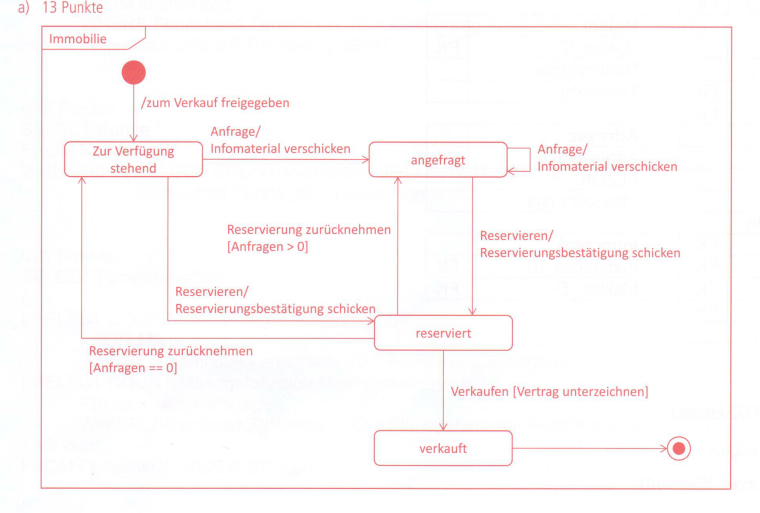 a) 13 Punkte
Immobilie
/zum Verkauf freigegeben
Anfrage/
Infomaterial verschicken
Zur Verfügung
stehend
angefragt
Anfrage/
Infomaterial verschicken
Reservierung zurücknehmen
[Anfragen > 0]
Reservieren/
Reservierungsbestätigung schicken
Reservieren/
Reservierungsbestätigung schicken
reserviert
Reservierung zurücknehmen
[Anfragen == 0]
Verkaufen [Vertrag unterzeichnen]
verkauft